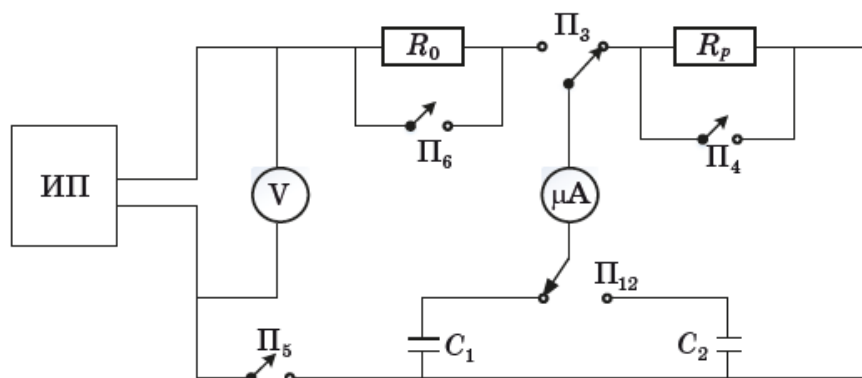 R₀
П₃
Rₚ
П₆
П₄
ИП
V
μA
П₁₂
П₅
C₁
C₂